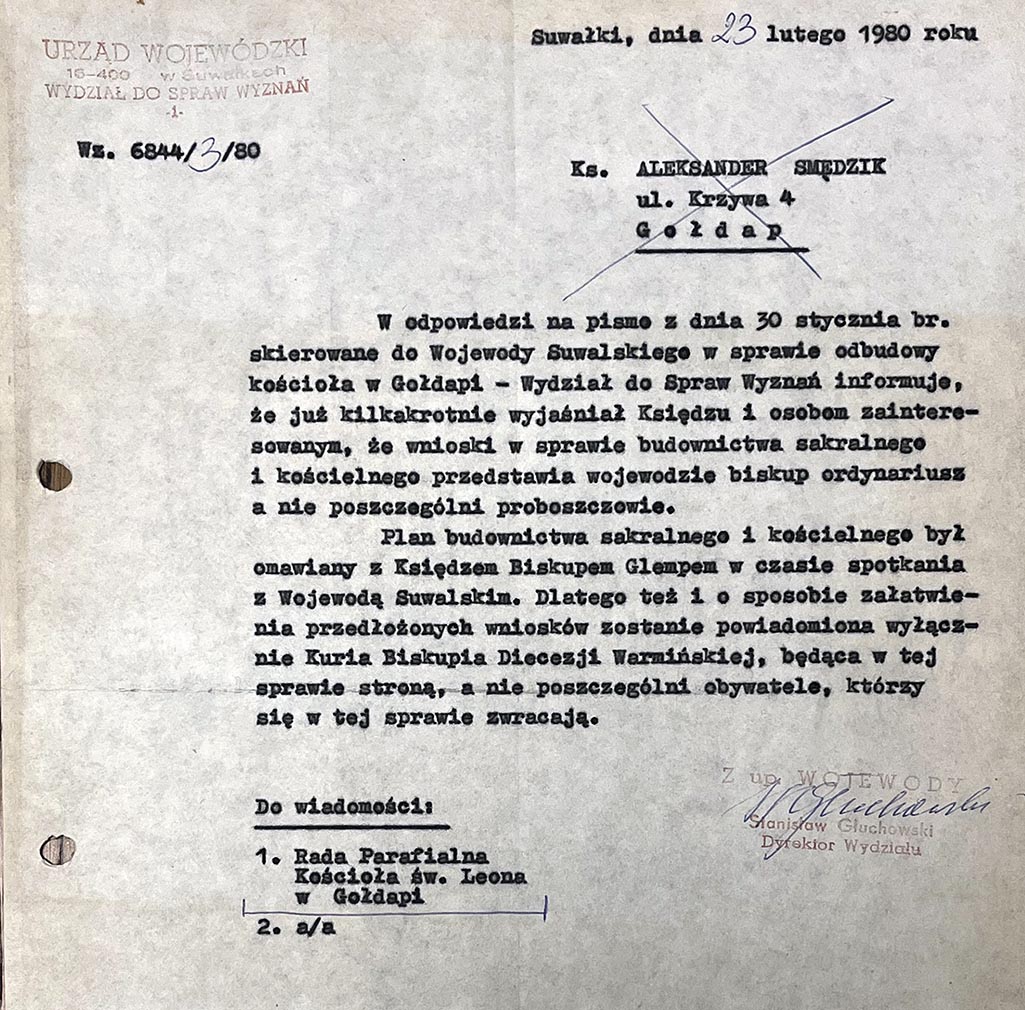 URZĄD WOJEWÓDZKI
16-400 w Suwałkach
WYDZIAŁ DO SPRAW WYZNAŃ
-1-
Suwałki, dnia 23 lutego 1980 roku
Wz. 6844/3/80
Ks. ALEKSANDER SMĘDZIK
ul. Krzywa 4
G o ł d a p
W odpowiedzi na pismo z dnia 30 stycznia br.
skierowane do Wojewody Suwalskiego w sprawie odbudowy
kościoła w Gołdapi - Wydział do Spraw Wyznań informuje,
że już kilkakrotnie wyjaśniał Księdzu i osobom zaintere-
sowanym, że wnioski w sprawie budownictwa sakralnego
i kościelnego przedstawia wojewodzie biskup ordynariusz
a nie poszczególni proboszczowie.
Plan budownictwa sakralnego i kościelnego był
omawiany z Księdzem Biskupem Glempem w czasie spotkania
z Wojewodą Suwalskim. Dlatego też i o sposobie załatwie-
nia przedłożonych wniosków zostanie powiadomiona wyłącz-
nie Kuria Biskupia Diecezji Warmińskiej, będąca w tej
sprawie stroną, a nie poszczególni obywatele, którzy
się w tej sprawie zwracają.
Z up. WOJEWODY
Stanisław Głuchowski
Dyrektor Wydziału
Do wiadomości:
1. Rada Parafialna
Kościoła św. Leona
w Gołdapi
2. a/a